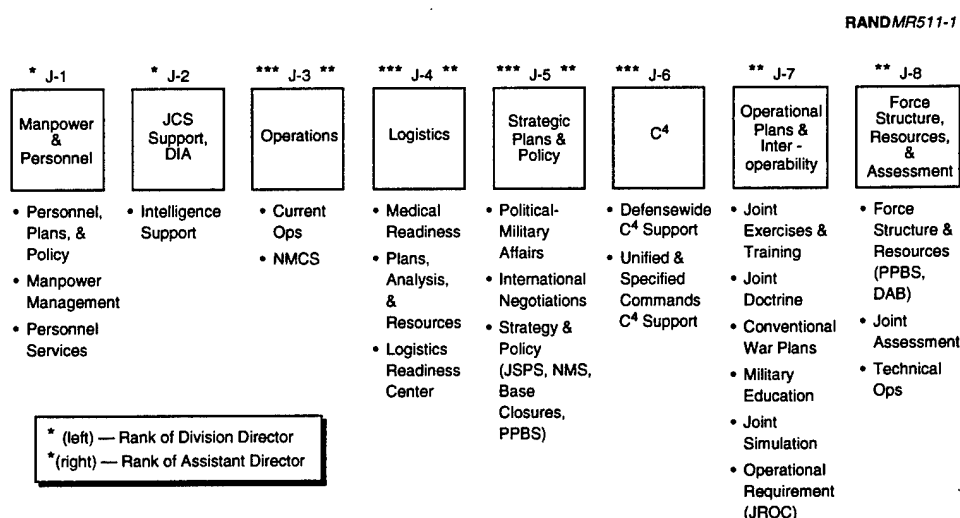 RANDMR511-1
* J-1
Manpower
&
Personnel
• Personnel,
Plans, &
Policy
• Manpower
Management
• Personnel
Services
* J-2
JCS
Support,
DIA
• Intelligence
Support
*** J-3 **
Operations
• Current
Ops
• NMCS
*** J-4 **
Logistics
• Medical
Readiness
• Plans,
Analysis,
&
Resources
• Logistics
Readiness
Center
*** J-5 **
Strategic
Plans &
Policy
• Political-
Military
Affairs
• International
Negotiations
• Strategy &
Policy
(JSPS, NMS,
Base
Closures,
PPBS)
*** J-6
C⁴
• Defensewide
C⁴ Support
• Unified &
Specified
Commands
C⁴ Support
** J-7
Operational
Plans &
Inter -
operability
• Joint
Exercises &
Training
• Joint
Doctrine
• Conventional
War Plans
• Military
Education
• Joint
Simulation
• Operational
Requirement
(JROC)
** J-8
Force
Structure,
Resources,
&
Assessment
• Force
Structure &
Resources
(PPBS,
DAB)
• Joint
Assessment
• Technical
Ops
* (left) — Rank of Division Director
*(right) — Rank of Assistant Director